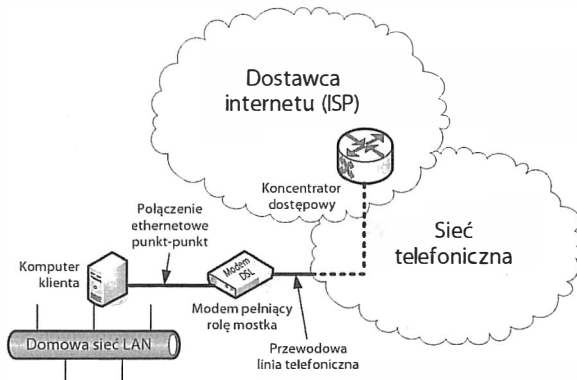 Dostawca
internetu (ISP)
Koncentrator
dostępowy
Połączenie
ethernetowe
punkt-punkt
Sieć
telefoniczna
Komputer
klienta
Modem
DSL
Modem pełniący
rolę mostka
Domowa sieć LAN
Przewodowa
linia telefoniczna